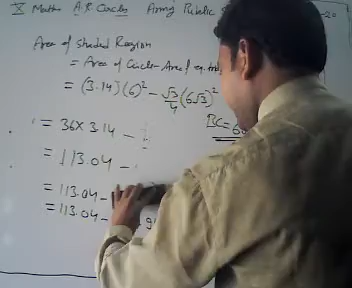 X Maths A.R Circles Army Public
-20
Area of shaded Region
= Area of Circle - Area of eq.
= (3.14)(6)² - √3/4 (6√3)²
BC = 6
= 36 × 3.14 -
= 113.04 -
= 113.04 -
= 113.04 -